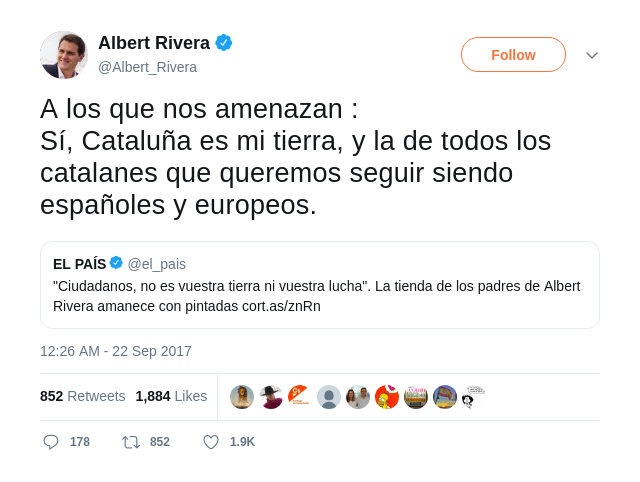 Albert Rivera
@Albert_Rivera
Follow
A los que nos amenazan :
Sí, Cataluña es mi tierra, y la de todos los
catalanes que queremos seguir siendo
españoles y europeos.
EL PAÍS @el_pais
"Ciudadanos, no es vuestra tierra ni vuestra lucha". La tienda de los padres de Albert
Rivera amanece con pintadas cort.as/znRn
12:26 AM - 22 Sep 2017
852 Retweets 1,884 Likes
178 852 1.9K